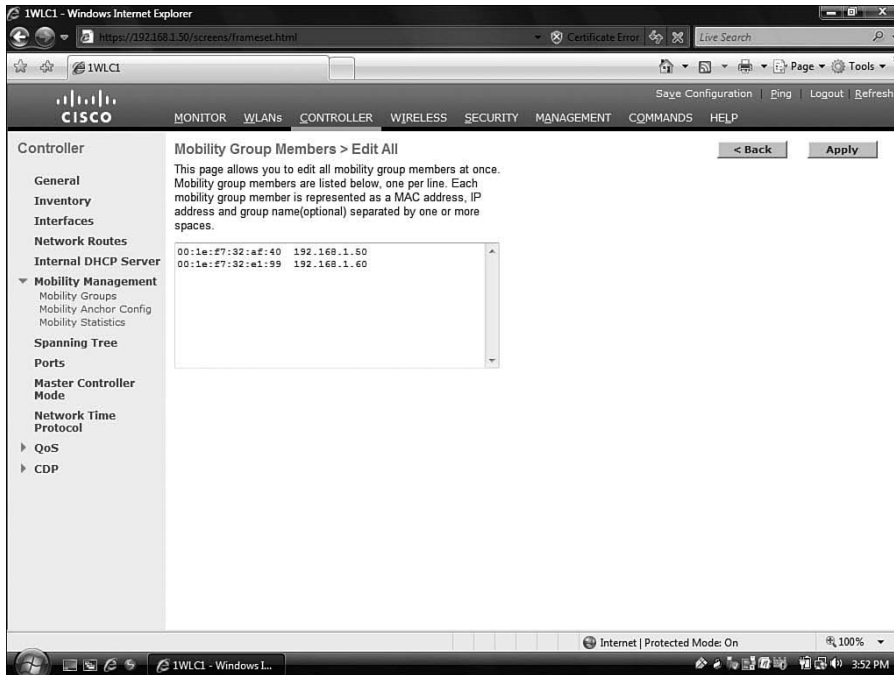 1WLC1 - Windows Internet Explorer
https://192.168.1.50/screens/frameset.html
Certificate Error
Live Search
1WLC1
Page
Tools
Save Configuration | Ping | Logout | Refresh
CISCO
MONITOR WLANs CONTROLLER WIRELESS SECURITY MANAGEMENT COMMANDS HELP
Controller
General
Inventory
Interfaces
Network Routes
Internal DHCP Server
Mobility Management
Mobility Groups
Mobility Anchor Config
Mobility Statistics
Spanning Tree
Ports
Master Controller
Mode
Network Time
Protocol
QoS
CDP
Mobility Group Members > Edit All
< Back
Apply
This page allows you to edit all mobility group members at once.
Mobility group members are listed below, one per line. Each
mobility group member is represented as a MAC address, IP
address and group name(optional) separated by one or more
spaces.
00:1e:f7:32:af:40 192.168.1.50
00:1e:f7:32:e1:99 192.168.1.60
Internet | Protected Mode: On
100%
1WLC1 - Windows I...
3:52 PM